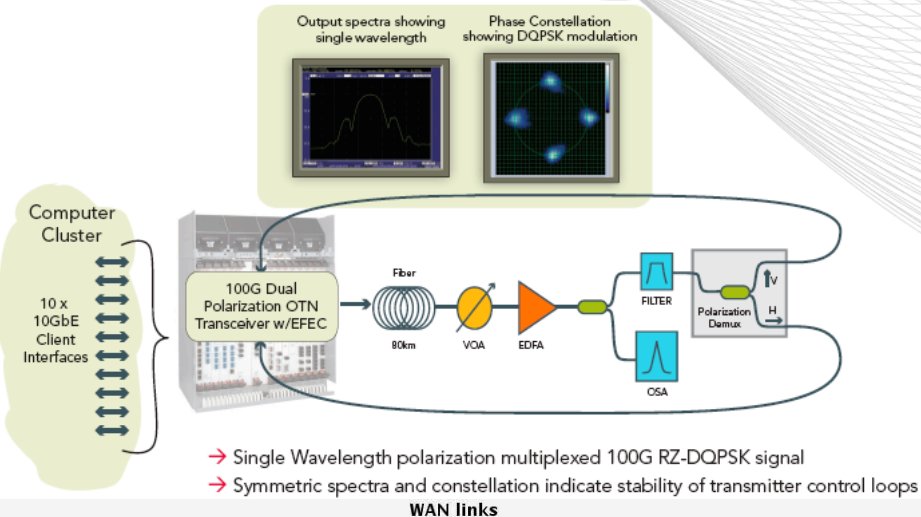 Output spectra showing
single wavelength
Phase Constellation
showing DQPSK modulation
Computer
Cluster
10 x
10GbE
Client
Interfaces
100G Dual
Polarization OTN
Transceiver w/EFEC
Fiber
80km
VOA
EDFA
FILTER
OSA
V
H
Polarization
Demux
→ Single Wavelength polarization multiplexed 100G RZ-DQPSK signal
→ Symmetric spectra and constellation indicate stability of transmitter control loops
WAN links